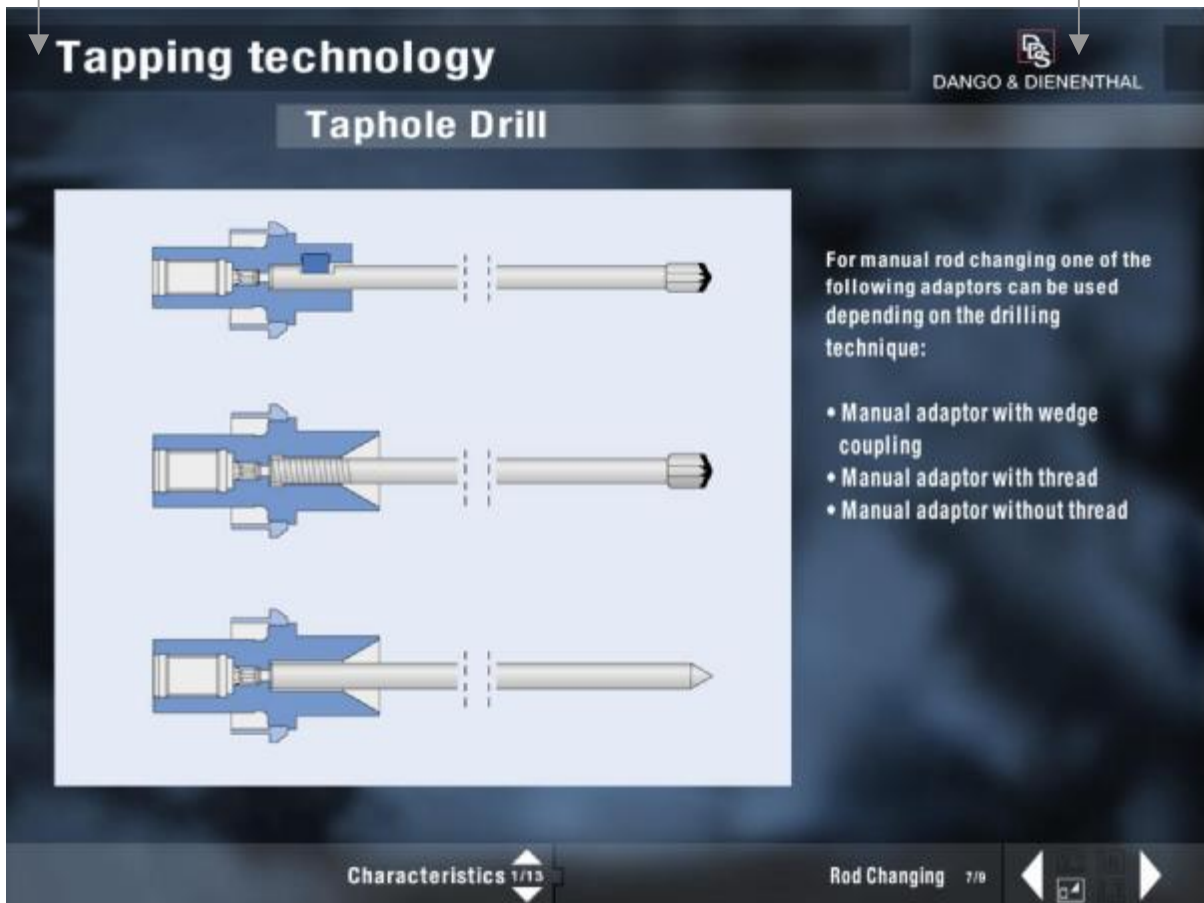 Tapping technology
DDS
DANGO & DIENENTHAL
Taphole Drill
For manual rod changing one of the
following adaptors can be used
depending on the drilling
technique:
• Manual adaptor with wedge
coupling
• Manual adaptor with thread
• Manual adaptor without thread
Characteristics 1/13
Rod Changing 7/9